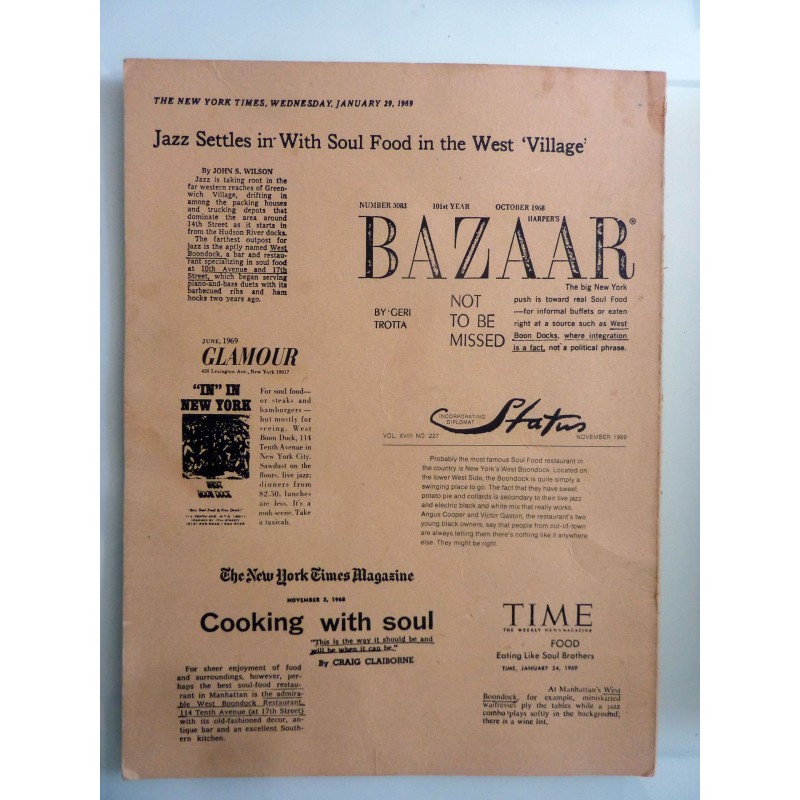 THE NEW YORK TIMES, WEDNESDAY, JANUARY 29, 1969
Jazz Settles in With Soul Food in the West 'Village'
By JOHN S. WILSON
Jazz is taking root in the
far western reaches of Green-
wich Village, drifting in
among the packing houses
and trucking depots that
dominate the area around
14th Street as it starts in
from the Hudson River docks.
The farthest outpost for
jazz is the aptly named West
Boondock, a bar and restau-
rant specializing in soul food
at 10th Avenue and 17th
Street, which began serving
piano-and-bass duets with its
barbecued ribs and ham
hocks two years ago.
NUMBER 3083 101st YEAR OCTOBER 1968
HARPER'S
BAZAAR®
BY GERI
TROTTA
NOT
TO BE
MISSED
The big New York
push is toward real Soul Food
—for informal buffets or eaten
right at a source such as West
Boon Docks, where integration
is a fact, not a political phrase.
JUNE, 1969
GLAMOUR
420 Lexington Ave., New York 10017
"IN" IN
NEW YORK
WEST
BOON DOCK
For soul food—
or steaks and
hamburgers—
but mostly for
seeing. West
Boon Dock, 114
Tenth Avenue in
New York City.
Sawdust on the
floors, live jazz;
dinners from
$2.50, lunches
are less. It's a
mob scene. Take
a taxicab.
INCORPORATING
DIPLOMAT
Status
VOL. XVIII NO. 227 NOVEMBER 1969
Probably the most famous Soul Food restaurant in
the country is New York's West Boondock. Located on
the lower West Side, the Boondock is quite simply a
swinging place to go. The fact that they have sweet
potato pie and collards is secondary to their live jazz
and electric black and white mix that really works.
Angus Cooper and Victor Gaston, the restaurant's two
young black owners, say that people from out-of-town
are always telling them there's nothing like it anywhere
else. They might be right.
The New York Times Magazine
NOVEMBER 3, 1968
Cooking with soul
"This is the way it should be and
will be when it can be."
By CRAIG CLAIBORNE
For sheer enjoyment of food
and surroundings, however, per-
haps the best soul-food restau-
rant in Manhattan is the admira-
ble West Boondock Restaurant,
114 Tenth Avenue (at 17th Street)
with its old-fashioned decor, an-
tique bar and an excellent South-
ern kitchen.
TIME
THE WEEKLY NEWSMAGAZINE
FOOD
Eating Like Soul Brothers
TIME, JANUARY 24, 1969
At Manhattan's West
Boondock, for example, miniskirted
waitresses ply the tables while a jazz
combo plays softly in the background;
there is a wine list.